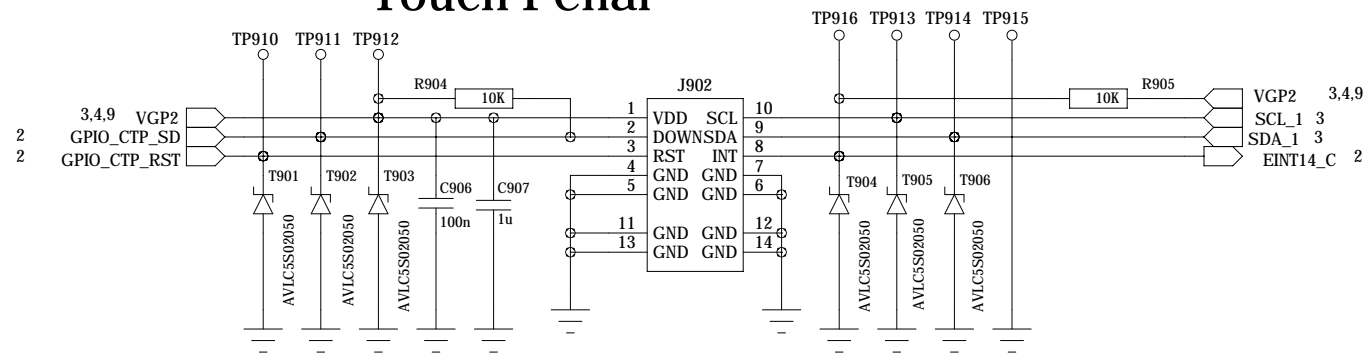 Touch Penal
TP910 TP911 TP912
TP916 TP913 TP914 TP915
R904
10K
J902
10K
R905
3,4,9 VGP2
2 GPIO_CTP_SD
2 GPIO_CTP_RST
1 VDD SCL 10
2 DOWNSDA 9
3 RST INT 8
4 GND GND 7
5 GND GND 6
11 GND GND 12
13 GND GND 14
VGP2 3,4,9
SCL_1 3
SDA_1 3
EINT14_C 2
T901 T902 T903
C906 C907
100n 1u
AVLC5S02050
AVLC5S02050
AVLC5S02050
T904 T905 T906
AVLC5S02050
AVLC5S02050
AVLC5S02050